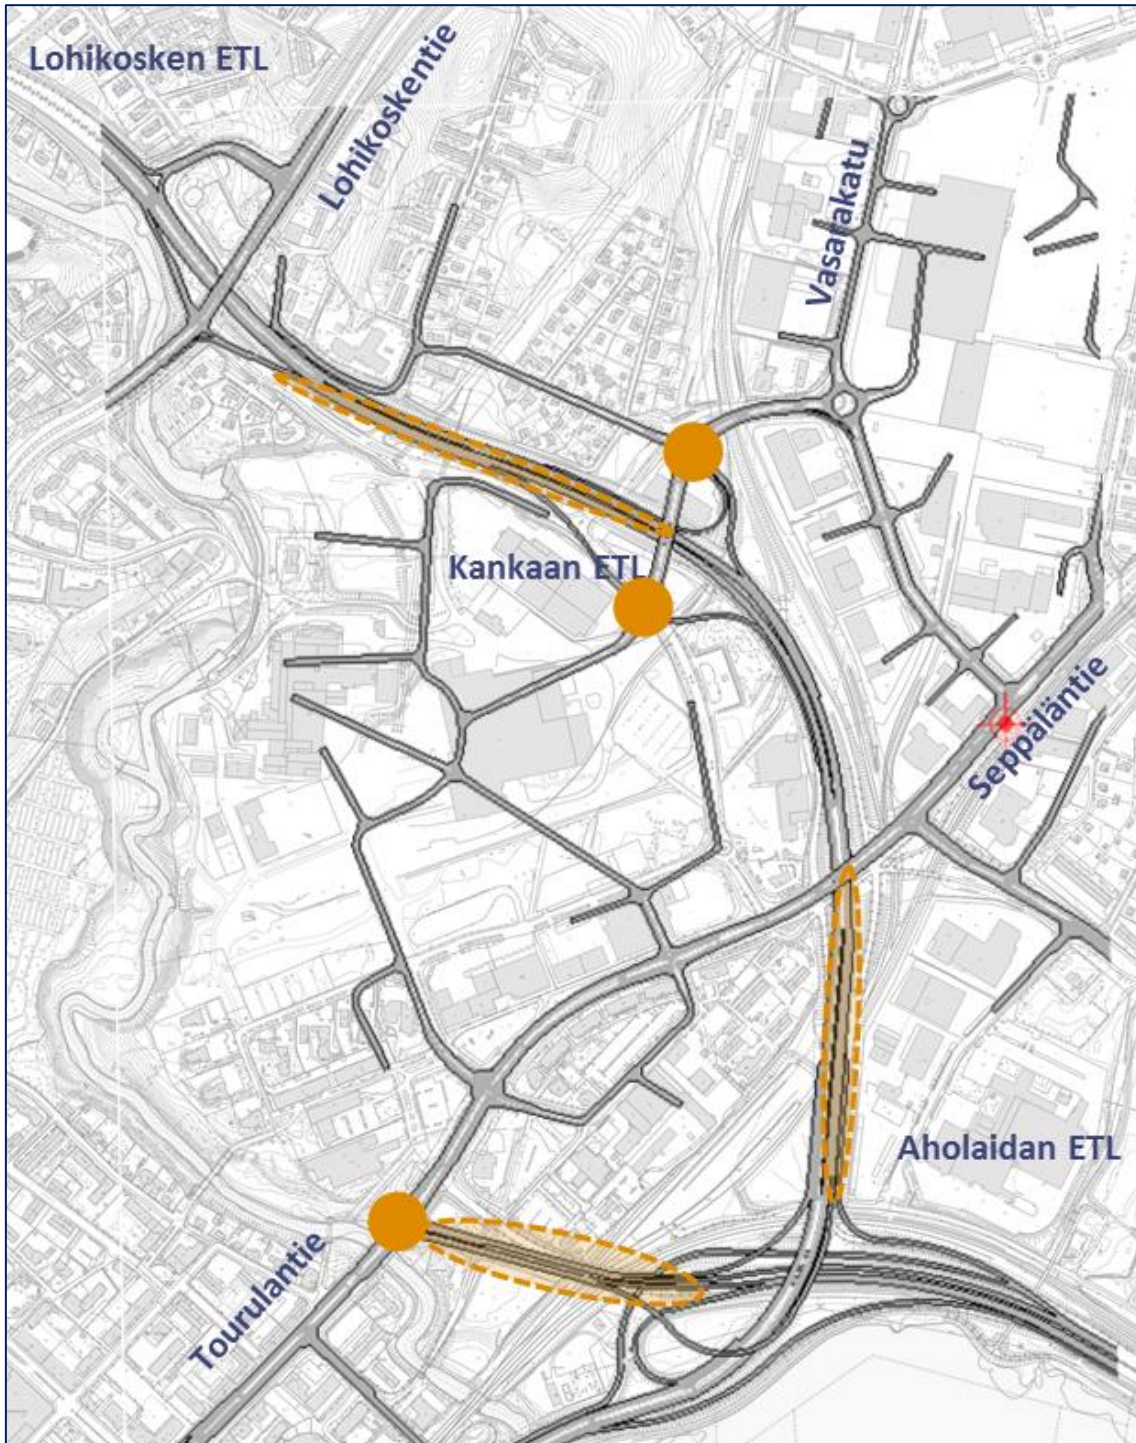 Lohikosken ETL
Lohikoskentie
Vasarakatu
Kankaan ETL
Seppäläntie
Aholaidan ETL
Tourulantie